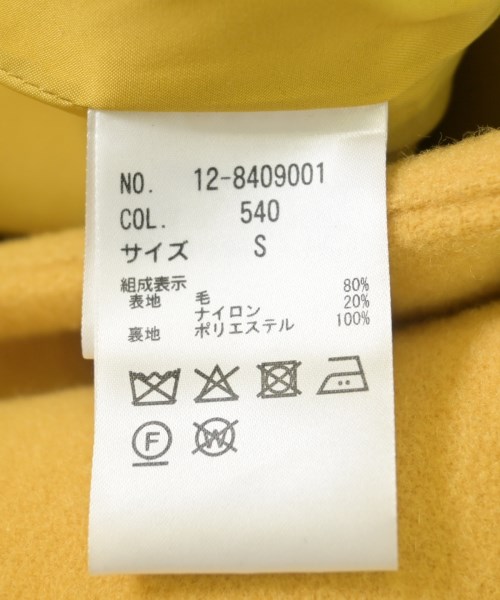 NO. 12-8409001
COL. 540
サイズ S
組成表示
表地 毛 80%
ナイロン 20%
裏地 ポリエステル 100%
F W